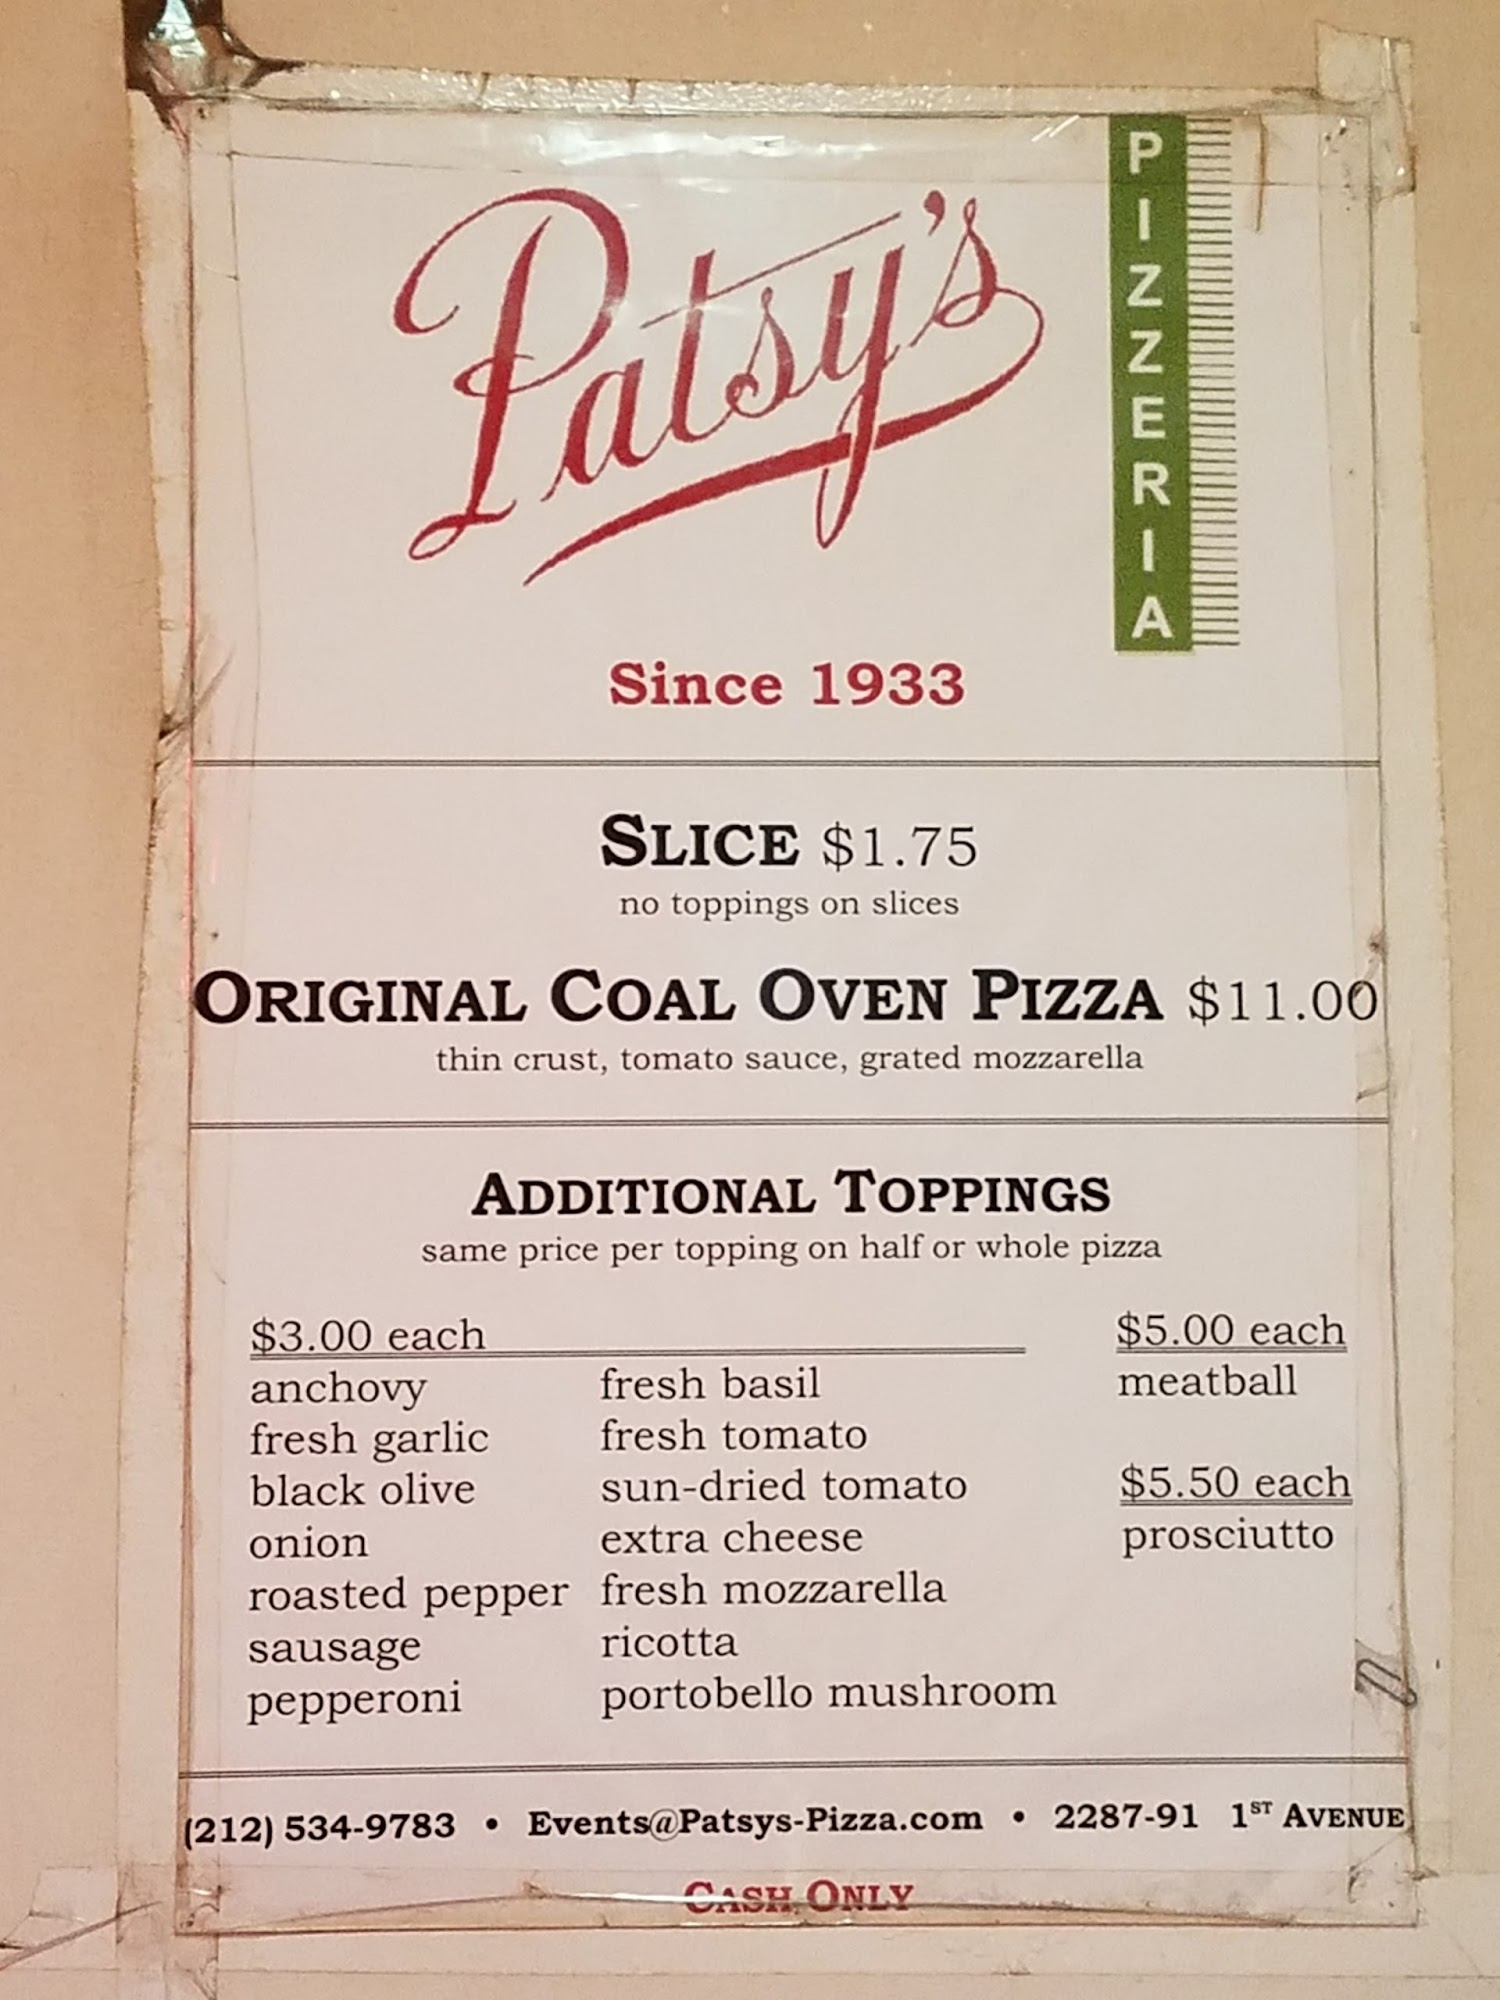 Patsy's
PIZZERIA
Since 1933
SLICE $1.75
no toppings on slices
ORIGINAL COAL OVEN PIZZA $11.00
thin crust, tomato sauce, grated mozzarella
ADDITIONAL TOPPINGS
same price per topping on half or whole pizza
$3.00 each
anchovy
fresh garlic
black olive
onion
roasted pepper
sausage
pepperoni
fresh basil
fresh tomato
sun-dried tomato
extra cheese
fresh mozzarella
ricotta
portobello mushroom
$5.00 each
meatball
$5.50 each
prosciutto
(212) 534-9783 • Events@Patsys-Pizza.com • 2287-91 1ST AVENUE
CASH ONLY